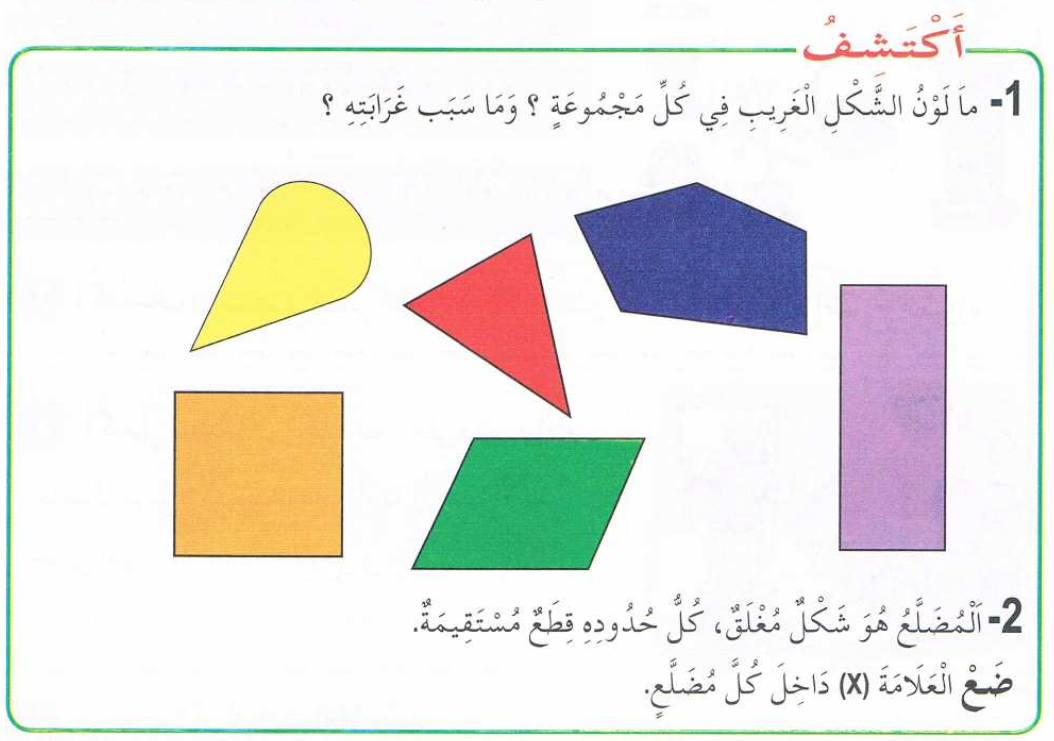 أَكْتَشِفُ
1- ماَ لَوْنُ الشَّكْلِ الْغَرِيبِ فِي كُلِّ مَجْمُوعَةٍ ؟ وَمَا سَبَب غَرَابَتِهِ ؟
2- اَلْمُضَلَّعُ هُوَ شَكْلٌ مُغْلَقٌ، كُلُّ حُدُودِهِ قِطَعٌ مُسْتَقِيمَةٌ.
ضَعْ الْعَلَامَةَ (X) دَاخِلَ كُلَّ مُضَلَّعٍ.